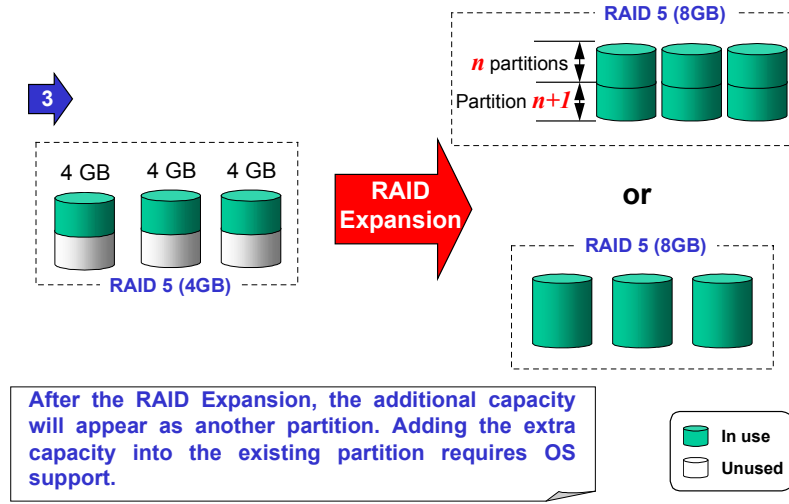 3
4 GB 4 GB 4 GB
RAID 5 (4GB)
RAID
Expansion
RAID 5 (8GB)
n partitions
Partition n+1
or
RAID 5 (8GB)
After the RAID Expansion, the additional capacity
will appear as another partition. Adding the extra
capacity into the existing partition requires OS
support.
In use
Unused